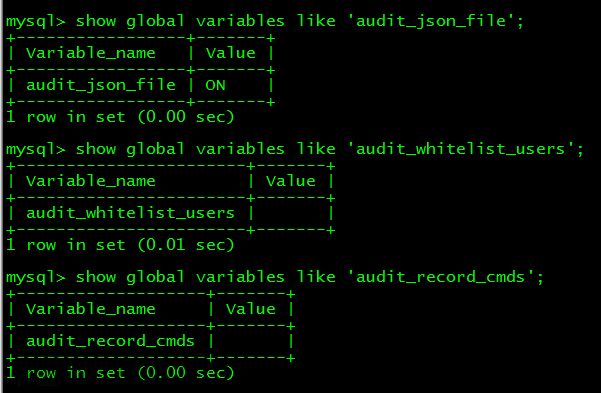 mysql> show global variables like 'audit_json_file';
+-----------------+-------+
| Variable_name   | Value |
+-----------------+-------+
| audit_json_file | ON    |
+-----------------+-------+
1 row in set (0.00 sec)
mysql> show global variables like 'audit_whitelist_users';
+-----------------------+-------+
| Variable_name         | Value |
+-----------------------+-------+
| audit_whitelist_users |       |
+-----------------------+-------+
1 row in set (0.01 sec)
mysql> show global variables like 'audit_record_cmds';
+-------------------+-------+
| Variable_name     | Value |
+-------------------+-------+
| audit_record_cmds |       |
+-------------------+-------+
1 row in set (0.00 sec)